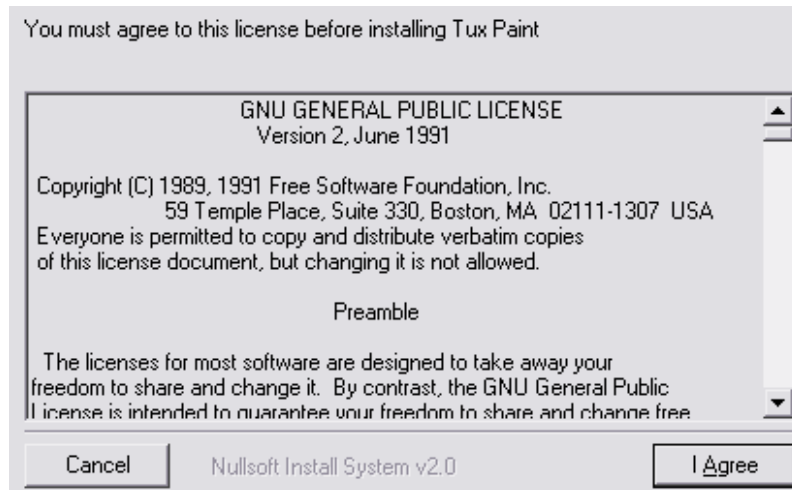 You must agree to this license before installing Tux Paint
GNU GENERAL PUBLIC LICENSE
Version 2, June 1991
Copyright (C) 1989, 1991 Free Software Foundation, Inc.
59 Temple Place, Suite 330, Boston, MA 02111-1307 USA
Everyone is permitted to copy and distribute verbatim copies
of this license document, but changing it is not allowed.
Preamble
The licenses for most software are designed to take away your
freedom to share and change it. By contrast, the GNU General Public
License is intended to guarantee your freedom to share and change free
Cancel
Nullsoft Install System v2.0
I Agree